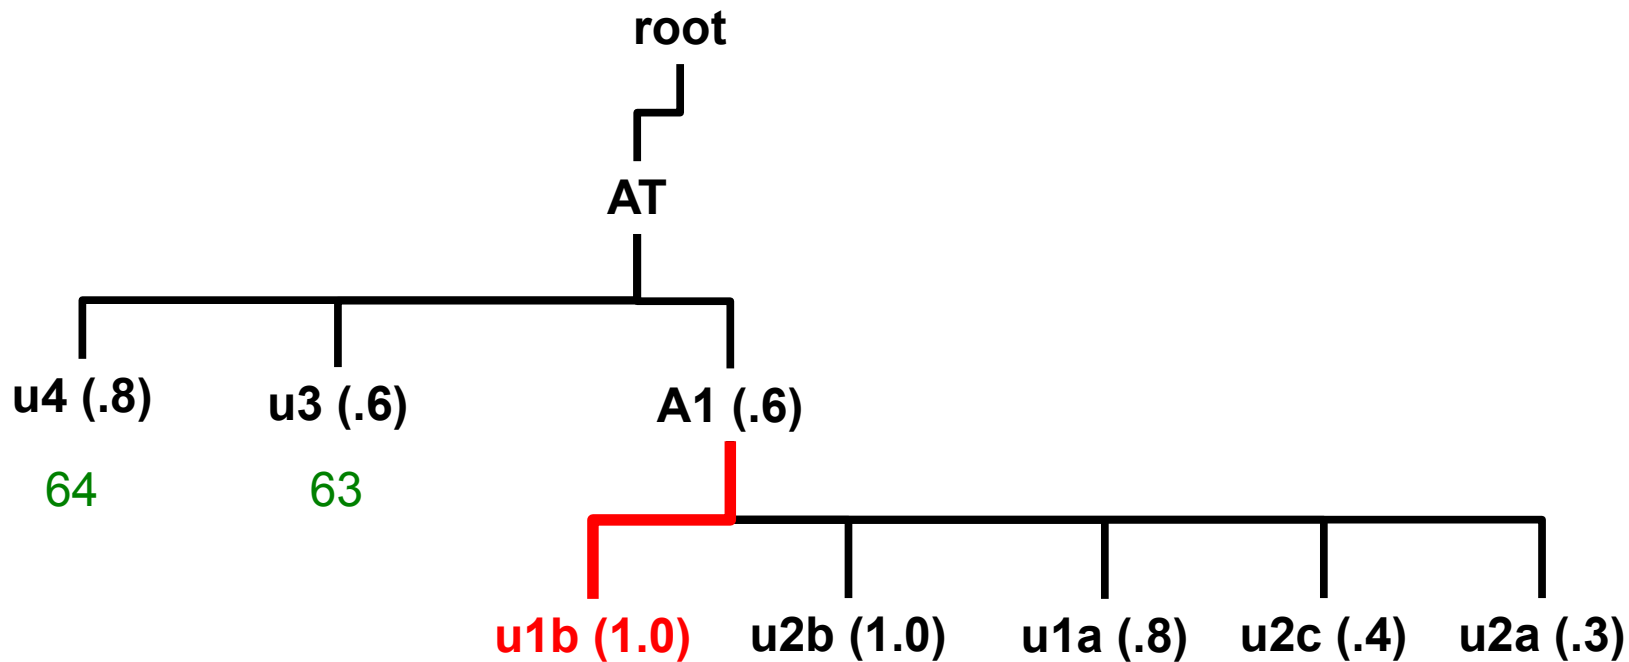 root
AT
u4 (.8)
u3 (.6)
A1 (.6)
64
63
u1b (1.0)
u2b (1.0)
u1a (.8)
u2c (.4)
u2a (.3)